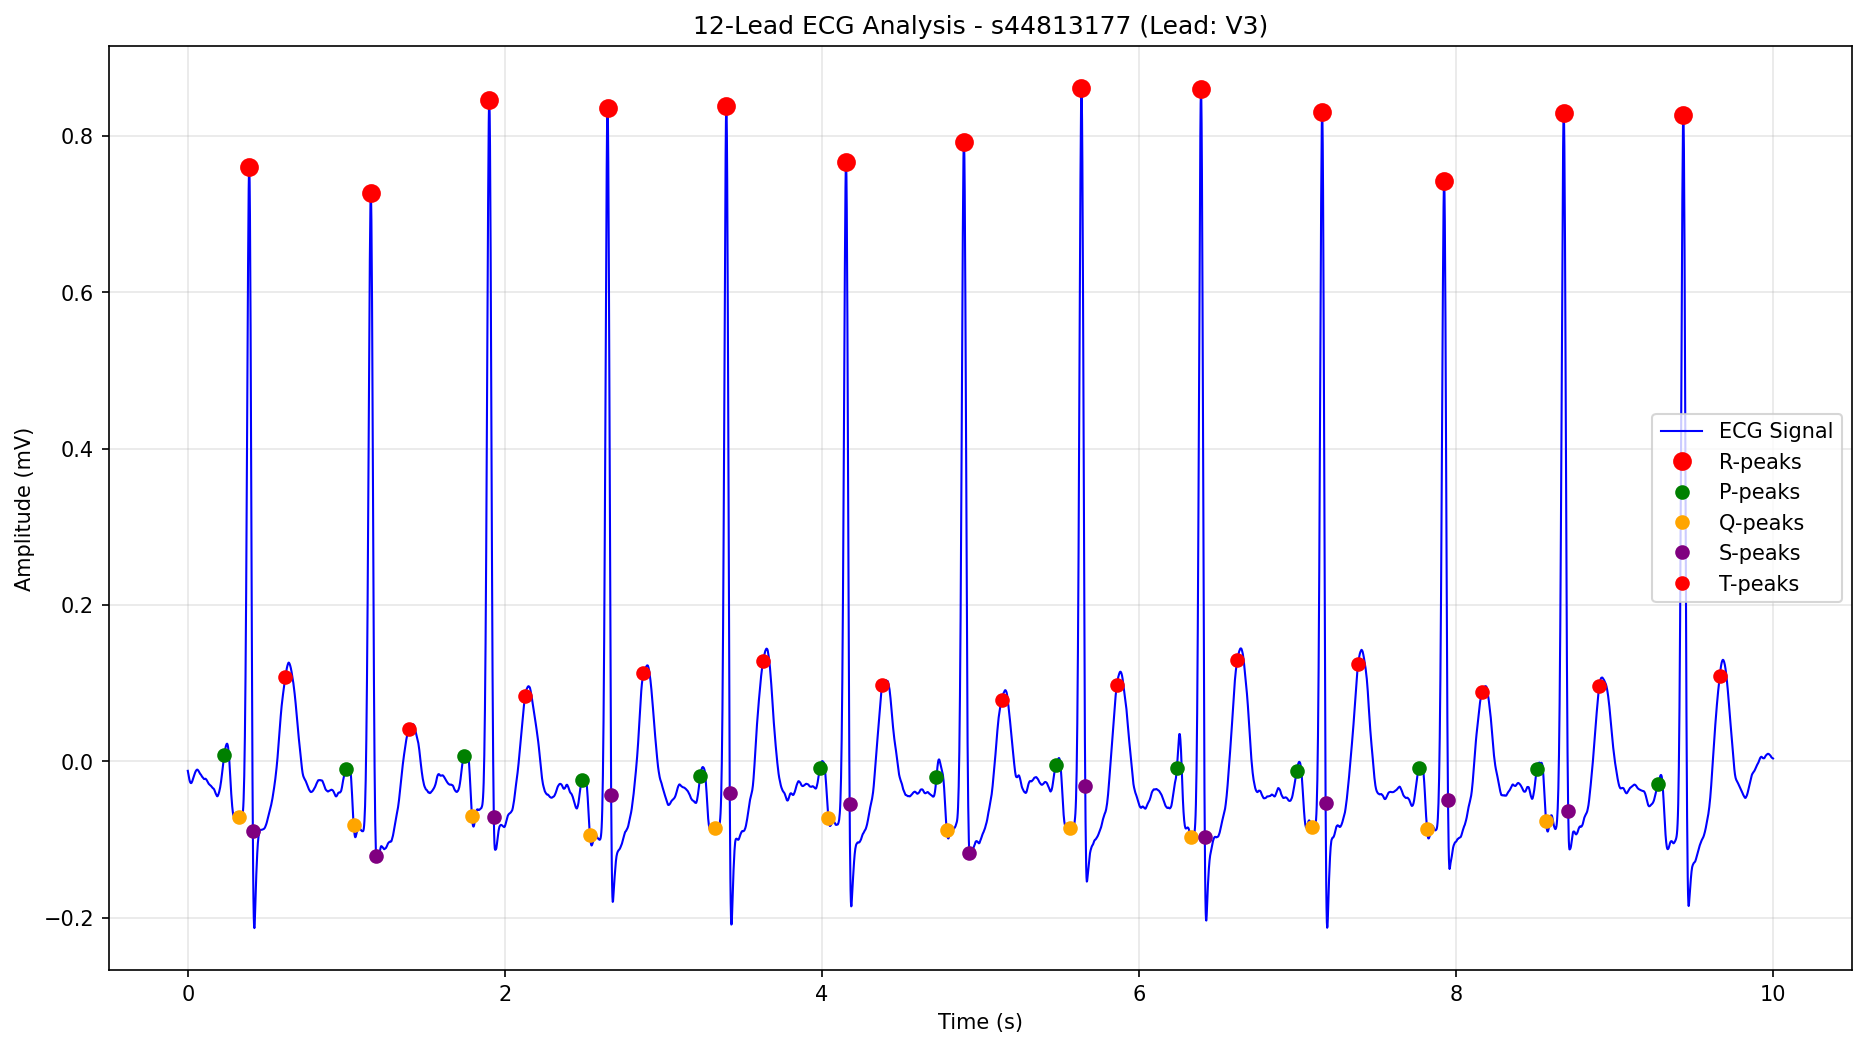 12-Lead ECG Analysis - s44813177 (Lead: V3)
Amplitude (mV)
0.8
0.6
0.4
0.2
0.0
−0.2
ECG Signal
R-peaks
P-peaks
Q-peaks
S-peaks
T-peaks
0 2 4 6 8 10
Time (s)